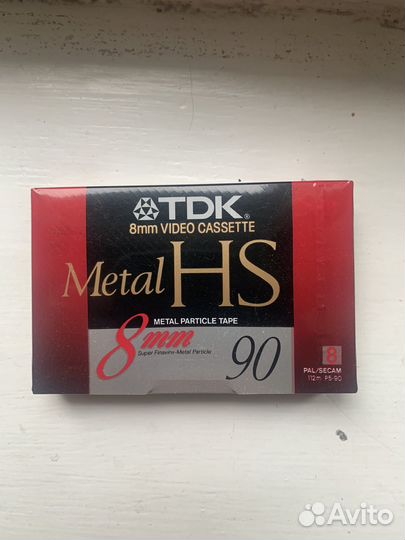 TDK®
8mm VIDEO CASSETTE
Metal HS
METAL PARTICLE TAPE
8mm
Super Finavinx-Metal Particle
90
8
PAL/SECAM
112m P5-90
Avito